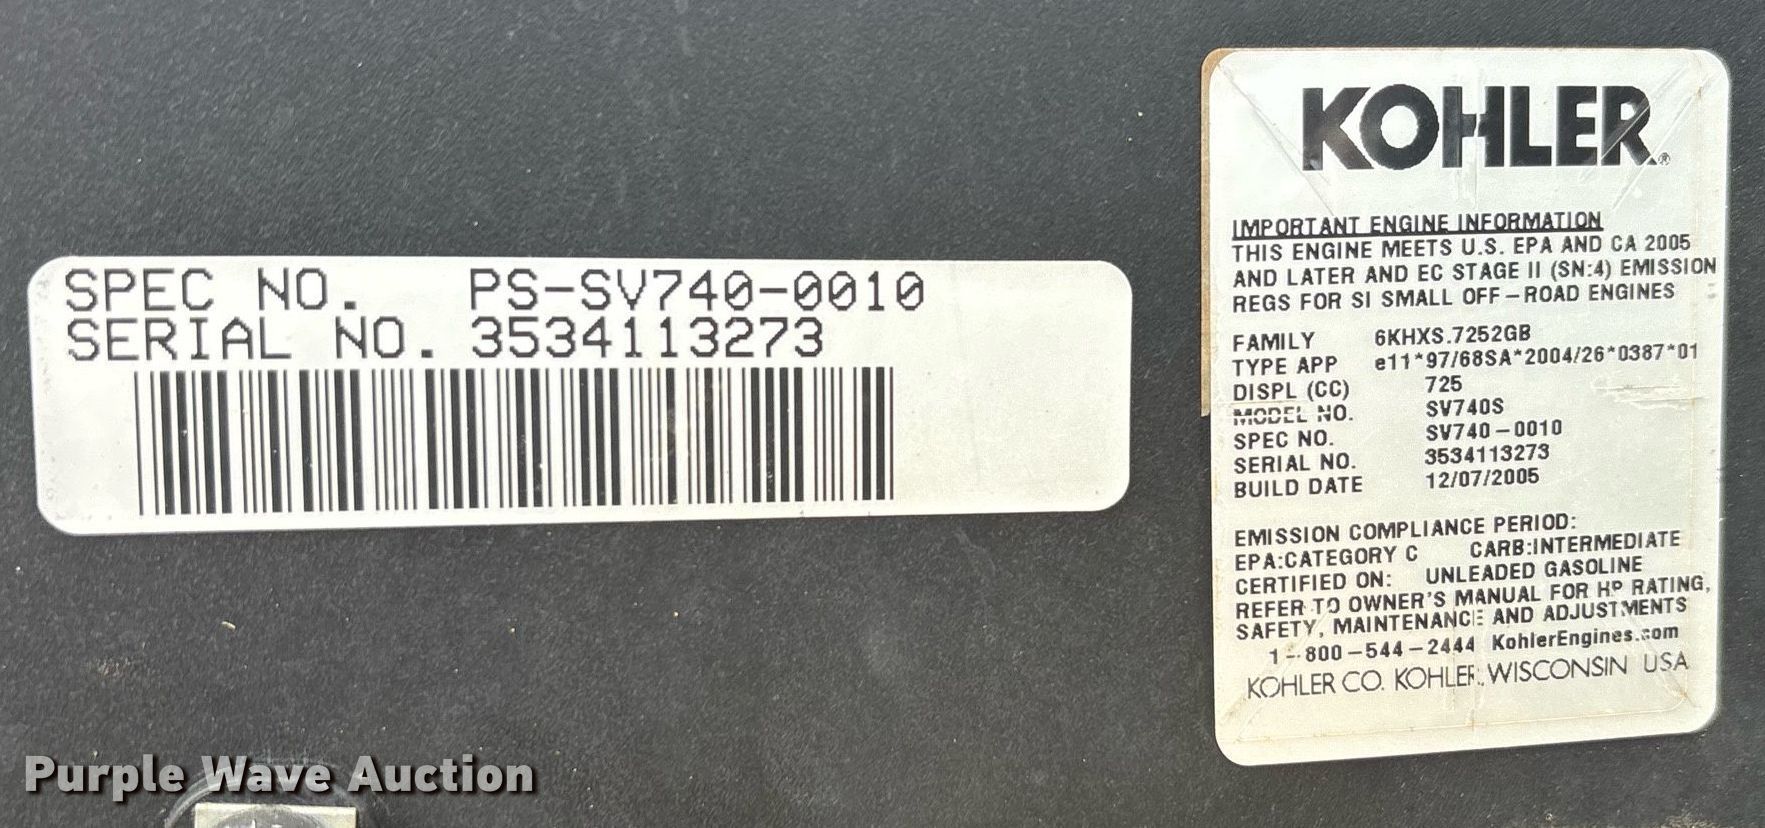 SPEC NO. PS-SV740-0010
SERIAL NO. 3534113273
KOHLER®
IMPORTANT ENGINE INFORMATION
THIS ENGINE MEETS U.S. EPA AND CA 2005
AND LATER AND EC STAGE II (SN:4) EMISSION
REGS FOR SI SMALL OFF-ROAD ENGINES
FAMILY 6KHXS.7252GB
TYPE APP e11*97/68SA*2004/26*0387*01
DISPL (CC) 725
MODEL NO. SV740S
SPEC NO. SV740-0010
SERIAL NO. 3534113273
BUILD DATE 12/07/2005
EMISSION COMPLIANCE PERIOD:
EPA:CATEGORY C CARB:INTERMEDIATE
CERTIFIED ON: UNLEADED GASOLINE
REFER TO OWNER'S MANUAL FOR HP RATING,
SAFETY, MAINTENANCE AND ADJUSTMENTS
1-800-544-2444 KohlerEngines.com
KOHLER CO. KOHLER, WISCONSIN USA
Purple Wave Auction